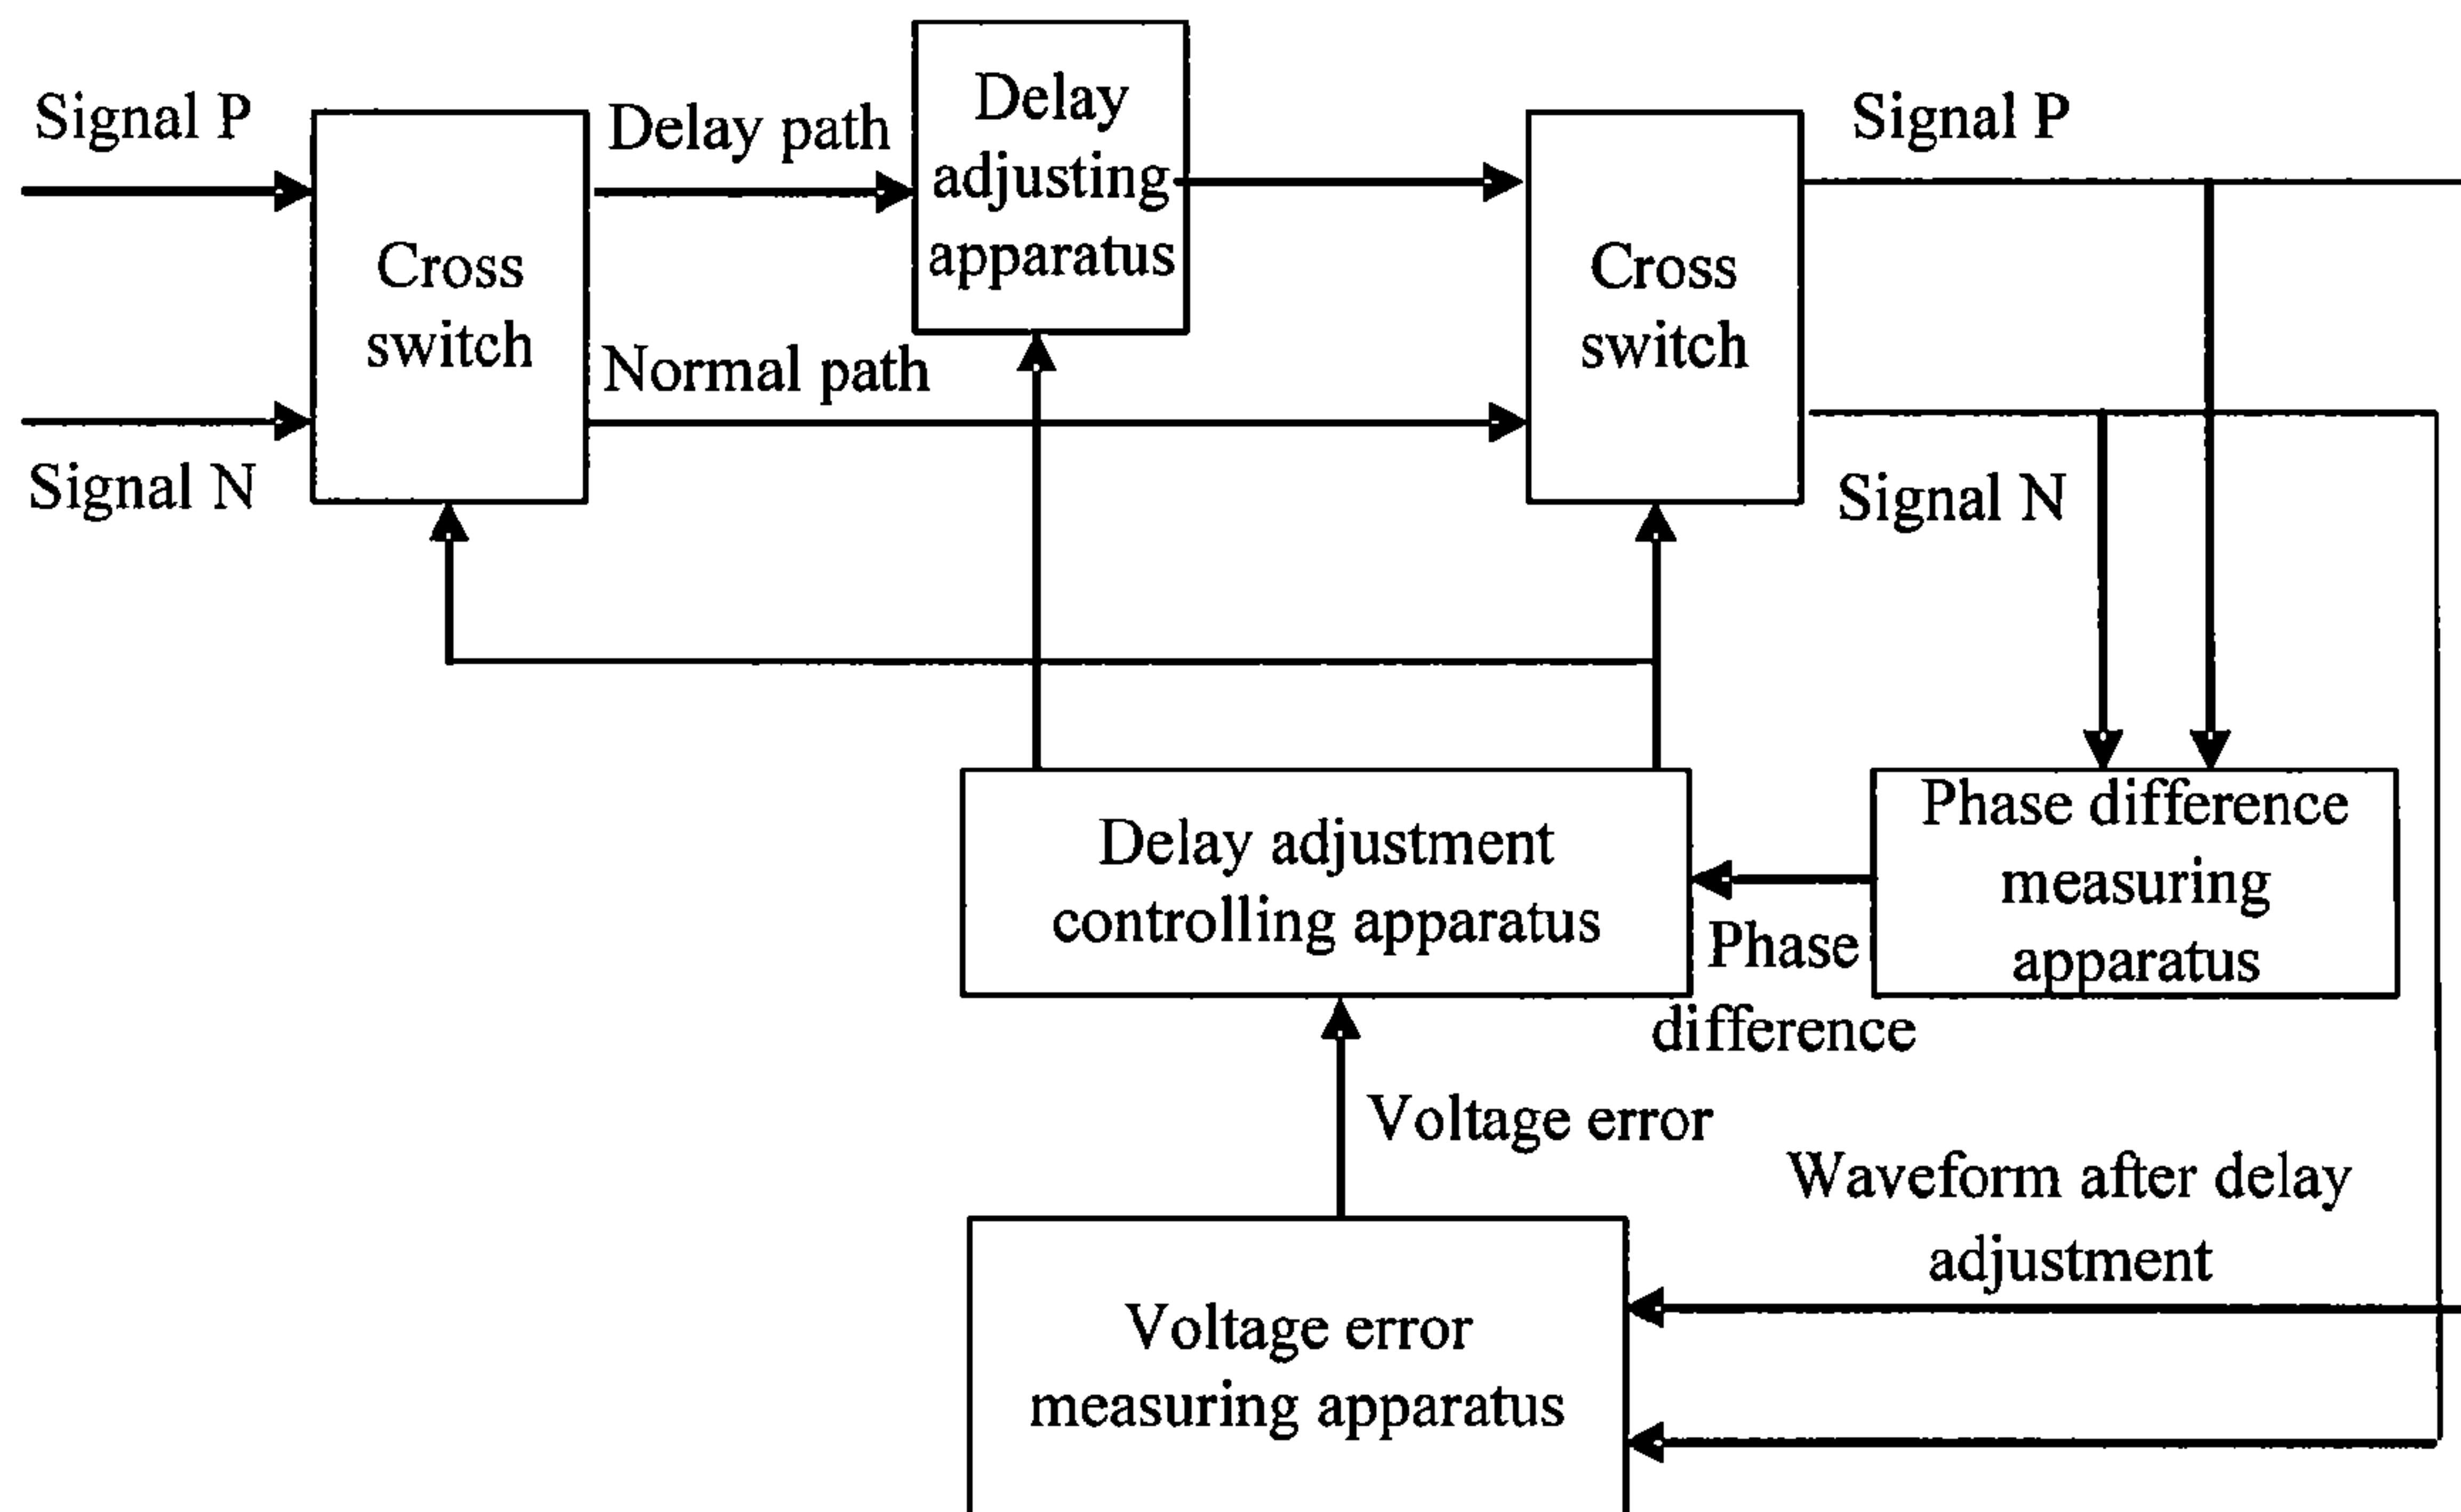 Signal P
Cross
switch
Signal N
Delay path
Normal path
Delay
adjusting
apparatus
Cross
switch
Signal P
Signal N
Delay adjustment
controlling apparatus
Phase difference
measuring
apparatus
Phase
difference
Voltage error
Waveform after delay
adjustment
Voltage error
measuring apparatus